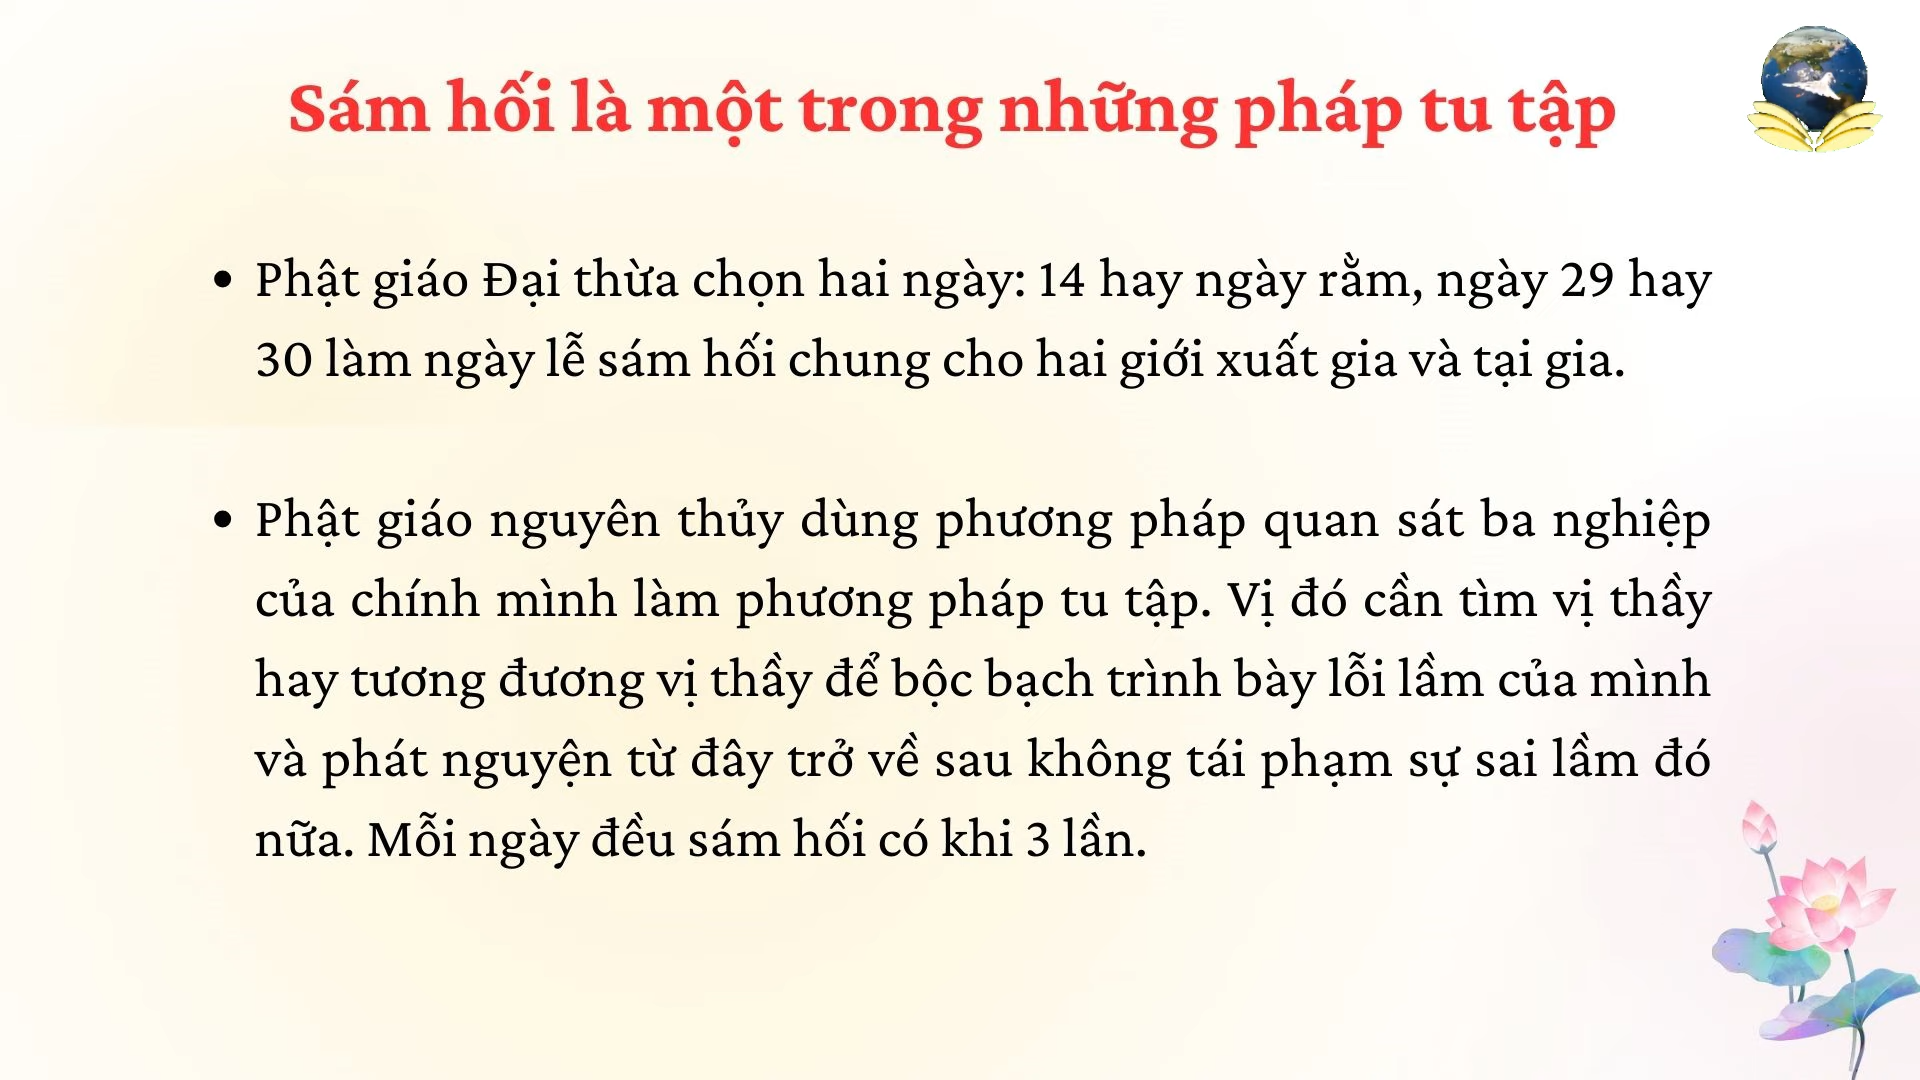 Sám hối là một trong những pháp tu tập
• Phật giáo Đại thừa chọn hai ngày: 14 hay ngày rằm, ngày 29 hay
30 làm ngày lễ sám hối chung cho hai giới xuất gia và tại gia.
• Phật giáo nguyên thủy dùng phương pháp quan sát ba nghiệp
của chính mình làm phương pháp tu tập. Vị đó cần tìm vị thầy
hay tương đương vị thầy để bộc bạch trình bày lỗi lầm của mình
và phát nguyện từ đây trở về sau không tái phạm sự sai lầm đó
nữa. Mỗi ngày đều sám hối có khi 3 lần.